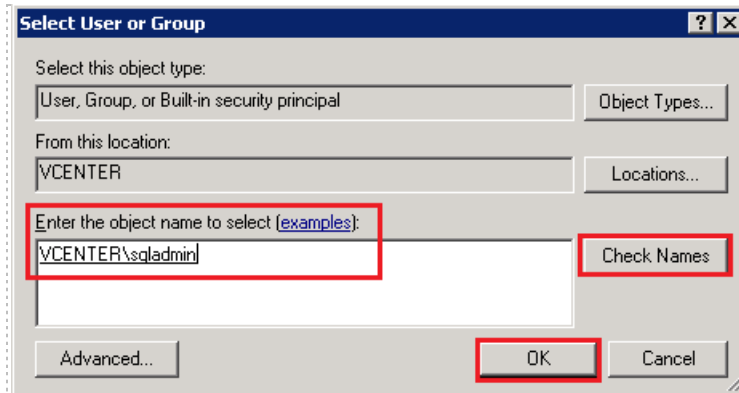 Select User or Group
Select this object type:
User, Group, or Built-in security principal
Object Types...
From this location:
VCENTER
Locations...
Enter the object name to select (examples):
VCENTER\sqladmin
Check Names
Advanced...
OK
Cancel